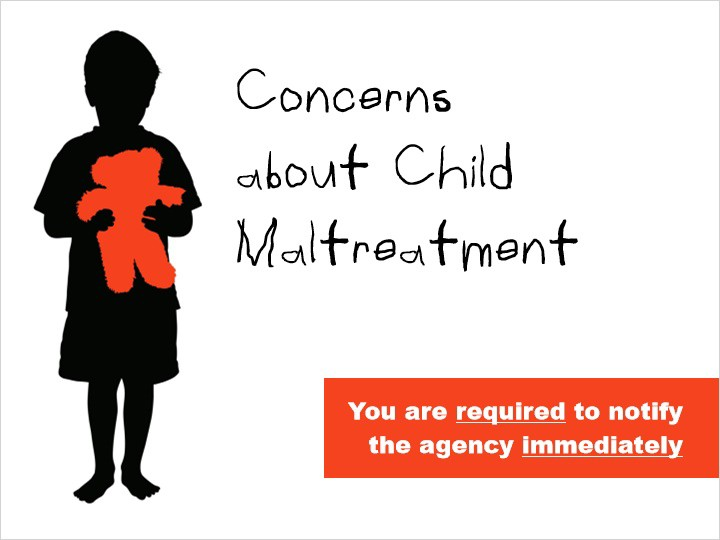 Concerns
about Child
Maltreatment
You are required to notify
the agency immediately